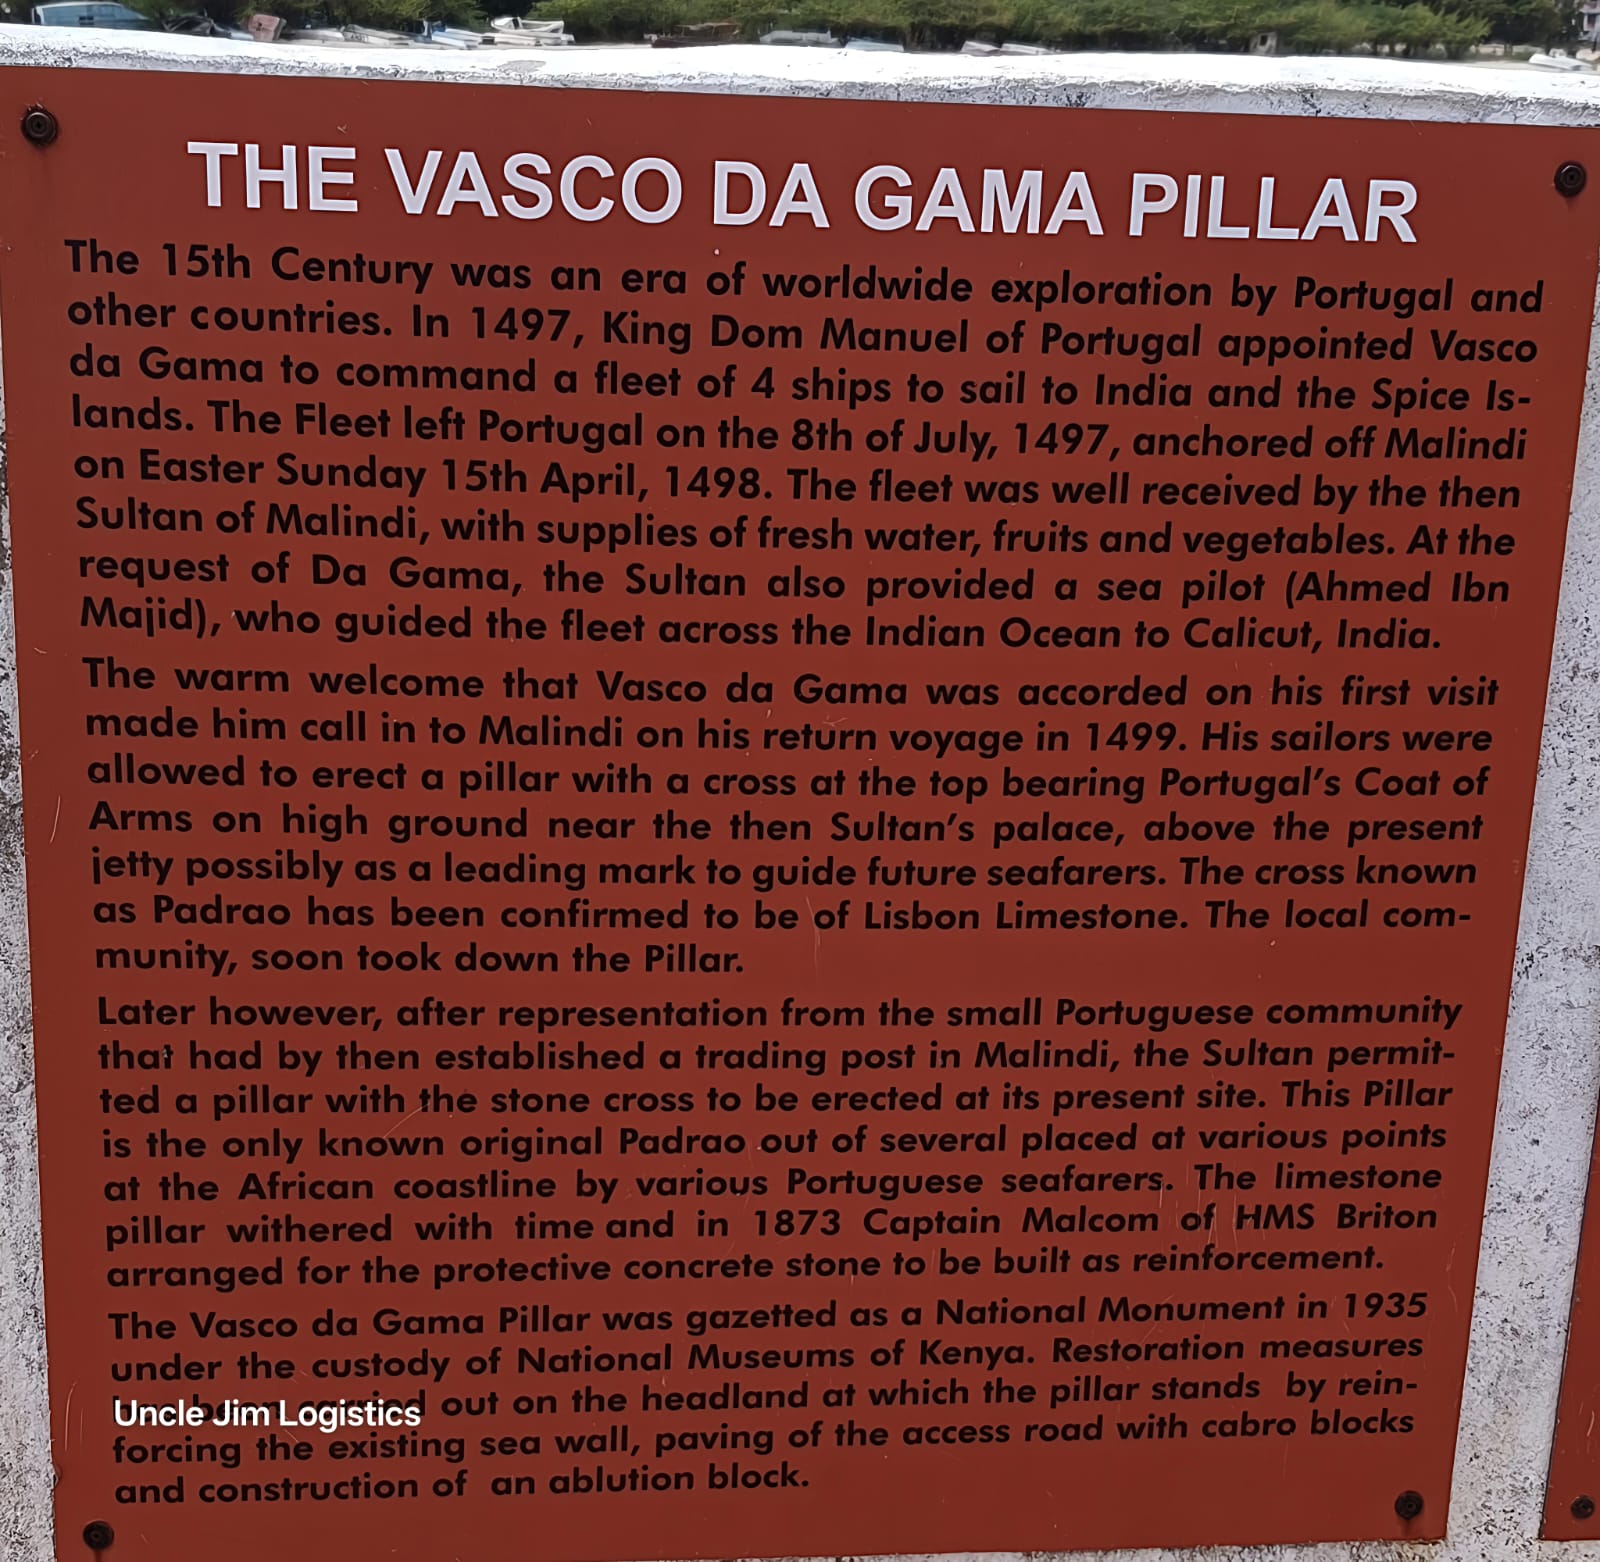 THE VASCO DA GAMA PILLAR
The 15th Century was an era of worldwide exploration by Portugal and
other countries. In 1497, King Dom Manuel of Portugal appointed Vasco
da Gama to command a fleet of 4 ships to sail to India and the Spice Is-
lands. The Fleet left Portugal on the 8th of July, 1497, anchored off Malindi
on Easter Sunday 15th April, 1498. The fleet was well received by the then
Sultan of Malindi, with supplies of fresh water, fruits and vegetables. At the
request of Da Gama, the Sultan also provided a sea pilot (Ahmed Ibn
Majid), who guided the fleet across the Indian Ocean to Calicut, India.
The warm welcome that Vasco da Gama was accorded on his first visit
made him call in to Malindi on his return voyage in 1499. His sailors were
allowed to erect a pillar with a cross at the top bearing Portugal's Coat of
Arms on high ground near the then Sultan's palace, above the present
jetty possibly as a leading mark to guide future seafarers. The cross known
as Padrao has been confirmed to be of Lisbon Limestone. The local com-
munity, soon took down the Pillar.
Later however, after representation from the small Portuguese community
that had by then established a trading post in Malindi, the Sultan permit-
ted a pillar with the stone cross to be erected at its present site. This Pillar
is the only known original Padrao out of several placed at various points
at the African coastline by various Portuguese seafarers. The limestone
pillar withered with time and in 1873 Captain Malcom of HMS Briton
arranged for the protective concrete stone to be built as reinforcement.
The Vasco da Gama Pillar was gazetted as a National Monument in 1935
under the custody of National Museums of Kenya. Restoration measures
out on the headland at which the pillar stands by rein-
Uncle Jim Logistics
forcing the existing sea wall, paving of the access road with cabro blocks
and construction of an ablution block.